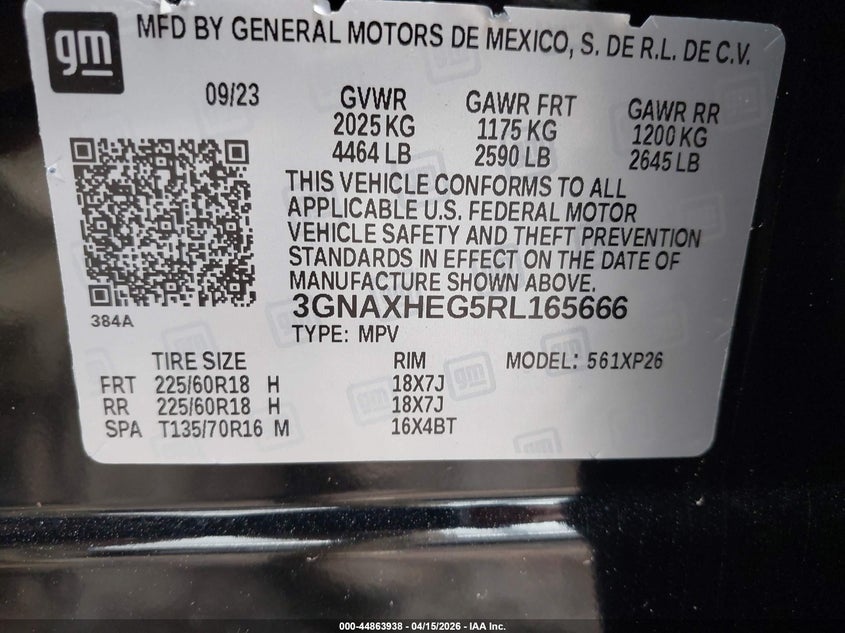 gm
MFD BY GENERAL MOTORS DE MEXICO, S. DE R.L. DE C.V.
09/23 GVWR GAWR FRT GAWR RR
2025 KG 1175 KG 1200 KG
4464 LB 2590 LB 2645 LB
THIS VEHICLE CONFORMS TO ALL
APPLICABLE U.S. FEDERAL MOTOR
VEHICLE SAFETY AND THEFT PREVENTION
STANDARDS IN EFFECT ON THE DATE OF
MANUFACTURE SHOWN ABOVE.
3GNAXHEG5RL165666
384A
TYPE: MPV
TIRE SIZE RIM MODEL: 561XP26
FRT 225/60R18 H 18X7J
RR 225/60R18 H 18X7J
SPA T135/70R16 M 16X4BT
000-44863938 - 04/15/2026 - IAA Inc.